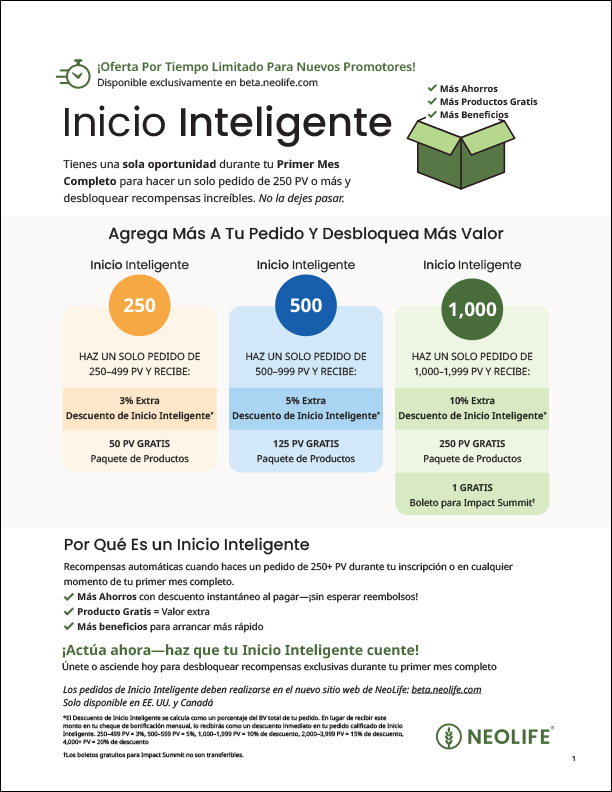 ¡Oferta Por Tiempo Limitado Para Nuevos Promotores!
Disponible exclusivamente en beta.neolife.com
Inicio Inteligente
Más Ahorros
Más Productos Gratis
Más Beneficios
Tienes una sola oportunidad durante tu Primer Mes
Completo para hacer un solo pedido de 250 PV o más y
desbloquear recompensas increíbles. No la dejes pasar.
Agrega Más A Tu Pedido Y Desbloquea Más Valor
Inicio Inteligente
250
HAZ UN SOLO PEDIDO DE
250–499 PV Y RECIBE:
3% Extra
Descuento de Inicio Inteligente*
50 PV GRATIS
Paquete de Productos
Inicio Inteligente
500
HAZ UN SOLO PEDIDO DE
500–999 PV Y RECIBE:
5% Extra
Descuento de Inicio Inteligente*
125 PV GRATIS
Paquete de Productos
Inicio Inteligente
1,000
HAZ UN SOLO PEDIDO DE
1,000–1,999 PV Y RECIBE:
10% Extra
Descuento de Inicio Inteligente*
250 PV GRATIS
Paquete de Productos
1 GRATIS
Boleto para Impact Summit†
Por Qué Es un Inicio Inteligente
Recompensas automáticas cuando haces un pedido de 250+ PV durante tu inscripción o en cualquier
momento de tu primer mes completo.
Más Ahorros con descuento instantáneo al pagar—¡sin esperar reembolsos!
Producto Gratis = Valor extra
Más beneficios para arrancar más rápido
¡Actúa ahora—haz que tu Inicio Inteligente cuente!
Únete o asciende hoy para desbloquear recompensas exclusivas durante tu primer mes completo
Los pedidos de Inicio Inteligente deben realizarse en el nuevo sitio web de NeoLife: beta.neolife.com
Solo disponible en EE. UU. y Canadá
*El Descuento de Inicio Inteligente se calcula como un porcentaje del BV total de tu pedido. En lugar de recibir este
monto en tu cheque de bonificación mensual, lo recibirás como un descuento inmediato en tu pedido calificado de Inicio
Inteligente. 250–499 PV = 3%, 500–599 PV = 5%, 1,000–1,999 PV = 10% de descuento, 2,000–3,999 PV = 15% de descuento,
4,000+ PV = 20% de descuento
†Los boletos gratuitos para Impact Summit no son transferibles.
NEOLIFE®
1